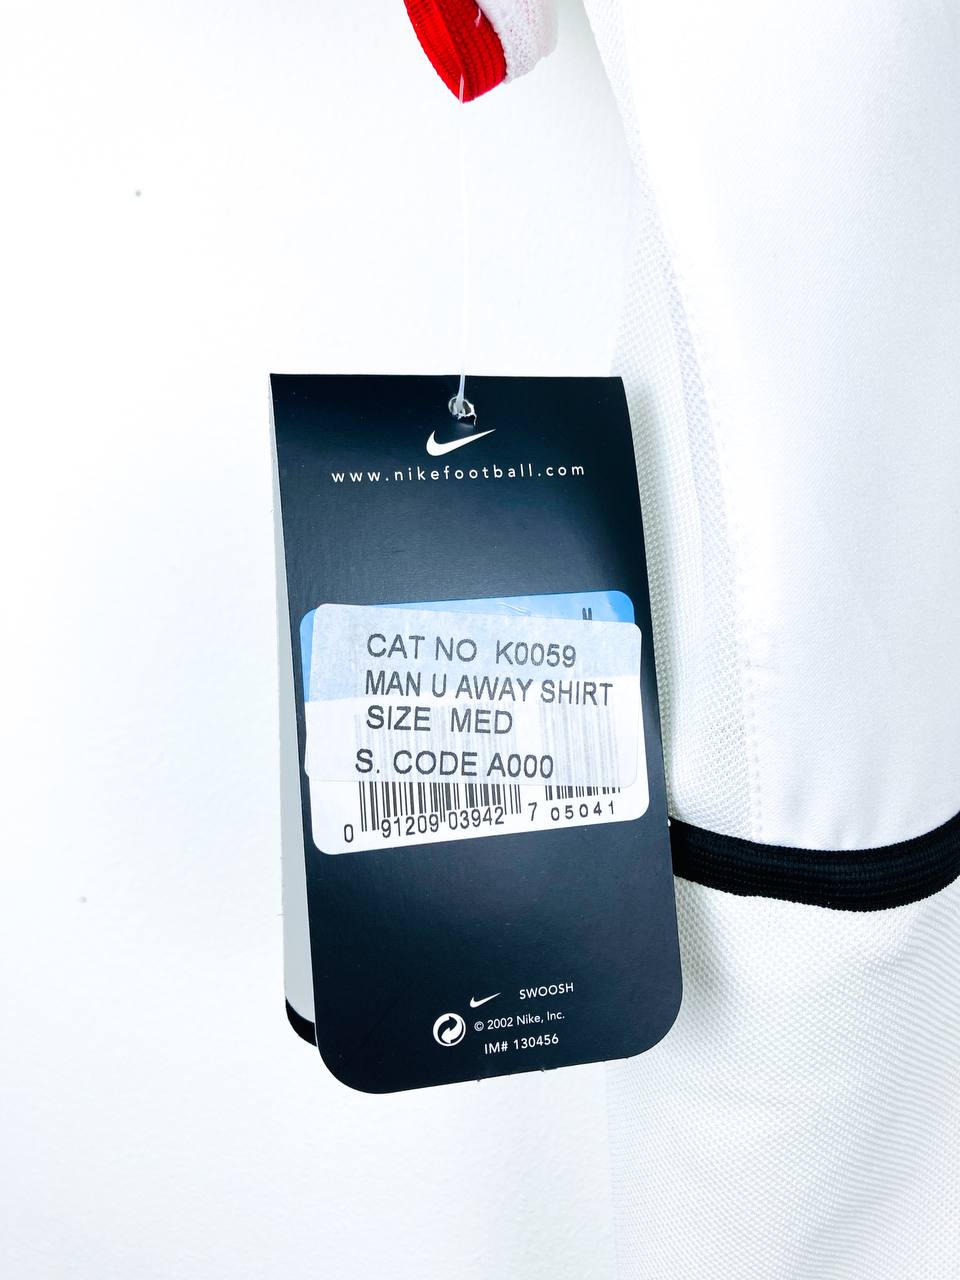 www.nikefootball.com
M
CAT NO K0059
MAN U AWAY SHIRT
SIZE MED
S. CODE A000
0 91209 03942 7 05041
SWOOSH
© 2002 Nike, Inc.
IM# 130456